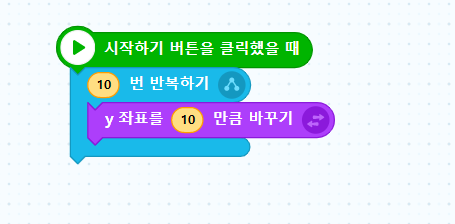 시작하기 버튼을 클릭했을 때
10 번 반복하기
y 좌표를 10 만큼 바꾸기